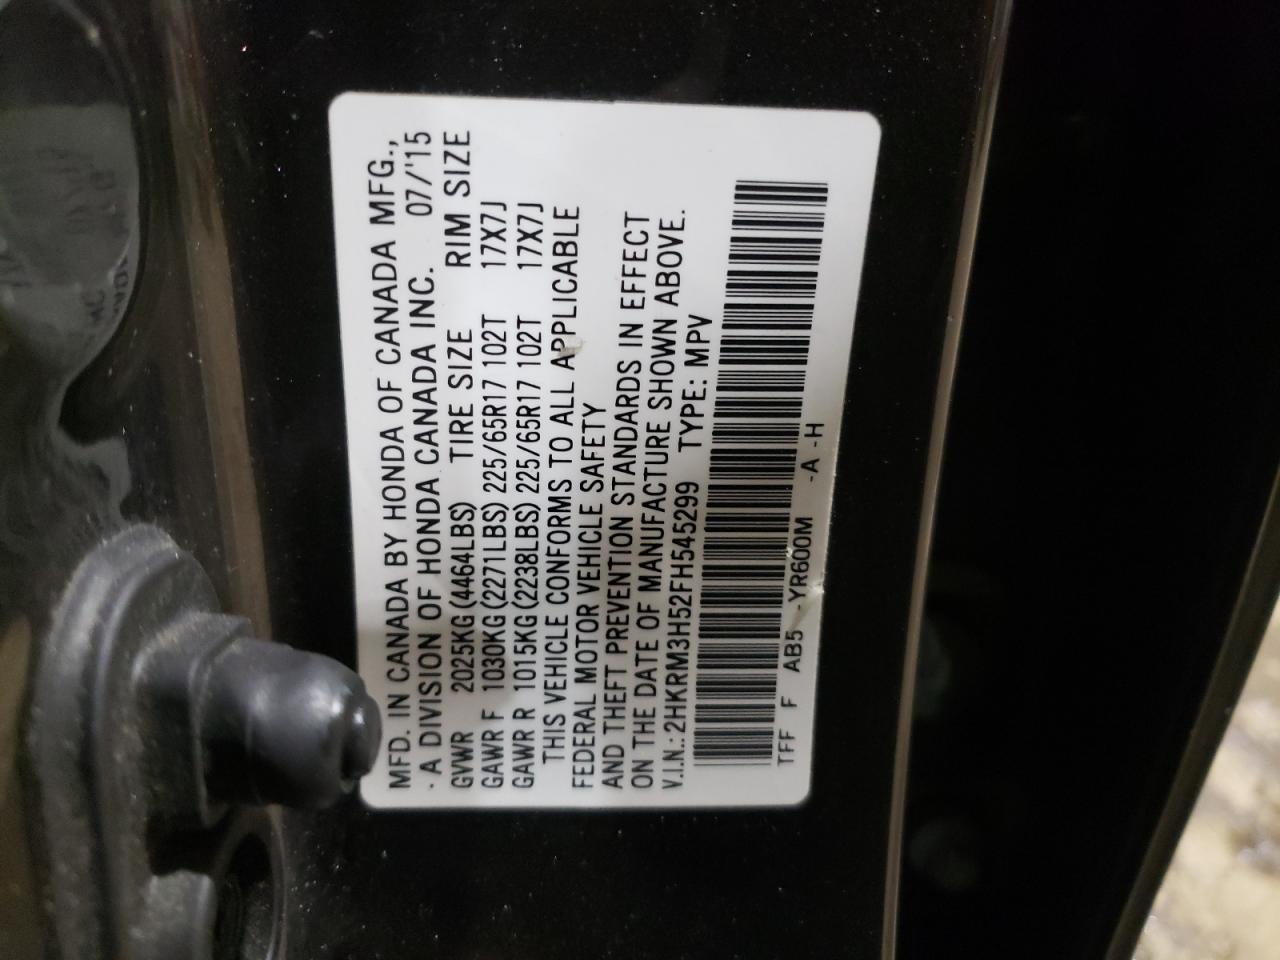 MFD. IN CANADA BY HONDA OF CANADA MFG.,
. A DIVISION OF HONDA CANADA INC. 07/'15
GVWR 2025KG(4464LBS) TIRE SIZE RIM SIZE
GAWR F 1030KG(2271LBS) 225/65R17 102T 17X7J
GAWR R 1015KG(2238LBS) 225/65R17 102T 17X7J
THIS VEHICLE CONFORMS TO ALL APPLICABLE
FEDERAL MOTOR VEHICLE SAFETY
AND THEFT PREVENTION STANDARDS IN EFFECT
ON THE DATE OF MANUFACTURE SHOWN ABOVE.
V.I.N.: 2HKRM3H52FH545299 TYPE: MPV
TFF F AB5 -YR600M -A -H